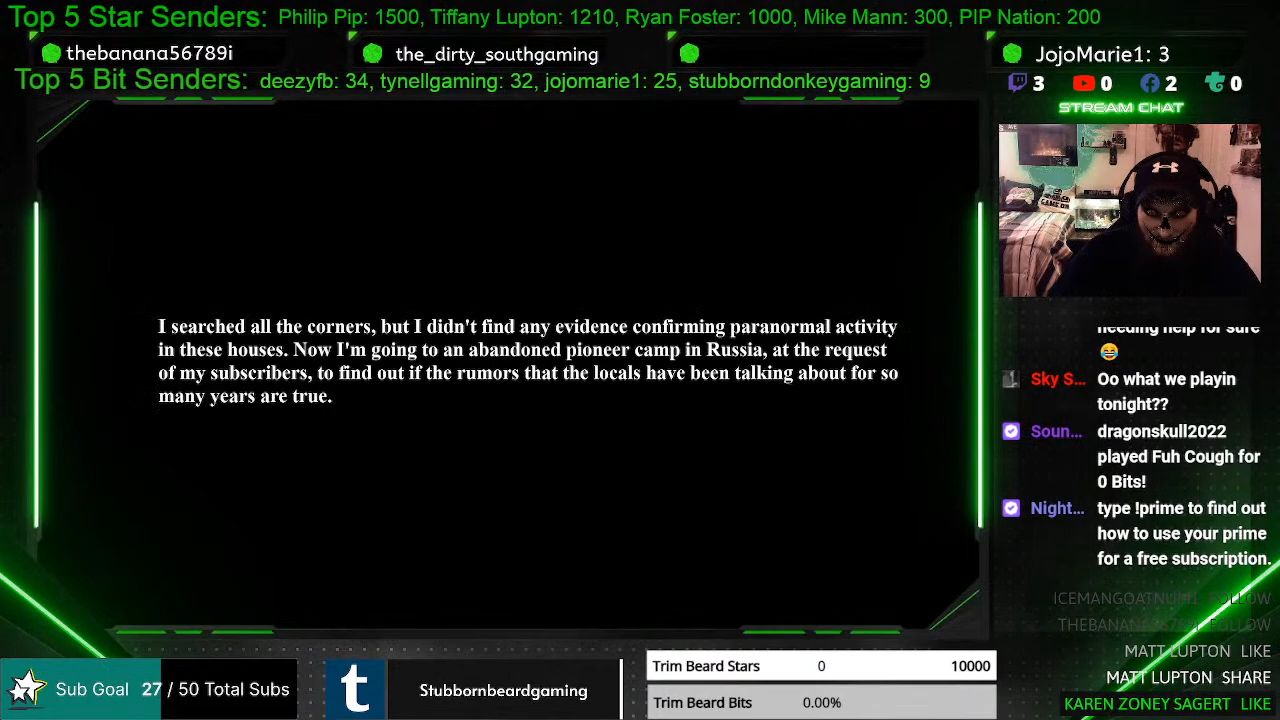 Top 5 Star Senders: Philip Pip: 1500, Tiffany Lupton: 1210, Ryan Foster: 1000, Mike Mann: 300, PIP Nation: 200
thebanana56789i
the_dirty_southgaming
JojoMarie1: 3
Top 5 Bit Senders: deezyfb: 34, tynellgaming: 32, jojomarie1: 25, stubborndonkeygaming: 9
3 0 2 0
STREAM CHAT
I searched all the corners, but I didn't find any evidence confirming paranormal activity
in these houses. Now I'm going to an abandoned pioneer camp in Russia, at the request
of my subscribers, to find out if the rumors that the locals have been talking about for so
many years are true.
needing help for sure
😂
Sky S... Oo what we playin
tonight??
Soun... dragonskull2022
played Fuh Cough for
0 Bits!
Night... type !prime to find out
how to use your prime
for a free subscription.
FOLLOW
FOLLOW
MATT LUPTON LIKE
MATT LUPTON SHARE
KAREN ZONEY SAGERT LIKE
Sub Goal 27 / 50 Total Subs
t
Stubbornbeardgaming
Trim Beard Stars 0 10000
Trim Beard Bits 0.00%